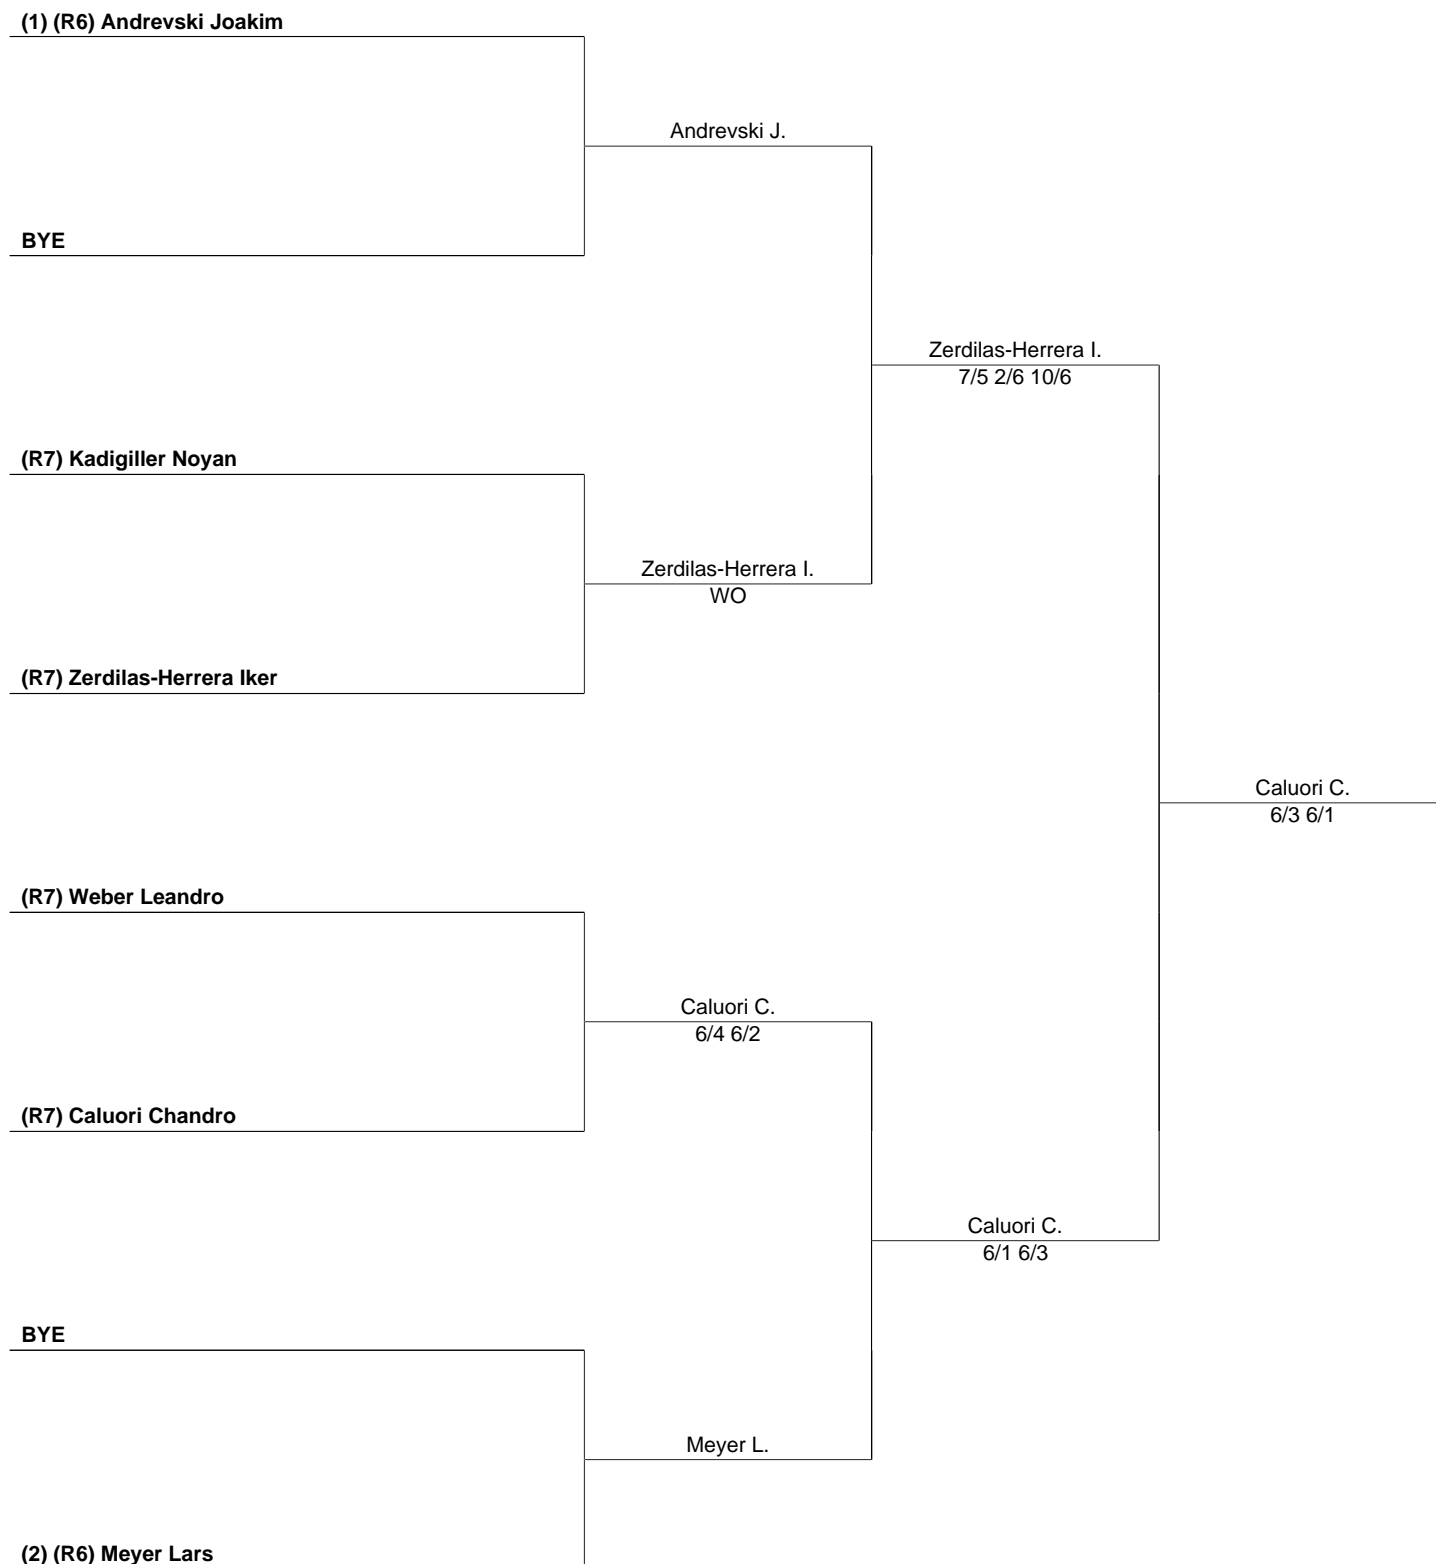 (1) (R6) Andrevski Joakim
Andrevski J.
BYE
Zerdilas-Herrera I.
7/5 2/6 10/6
(R7) Kadigiller Noyan
Zerdilas-Herrera I.
WO
(R7) Zerdilas-Herrera Iker
Caluori C.
6/3 6/1
(R7) Weber Leandro
Caluori C.
6/4 6/2
(R7) Caluori Chandro
Caluori C.
6/1 6/3
BYE
Meyer L.
(2) (R6) Meyer Lars